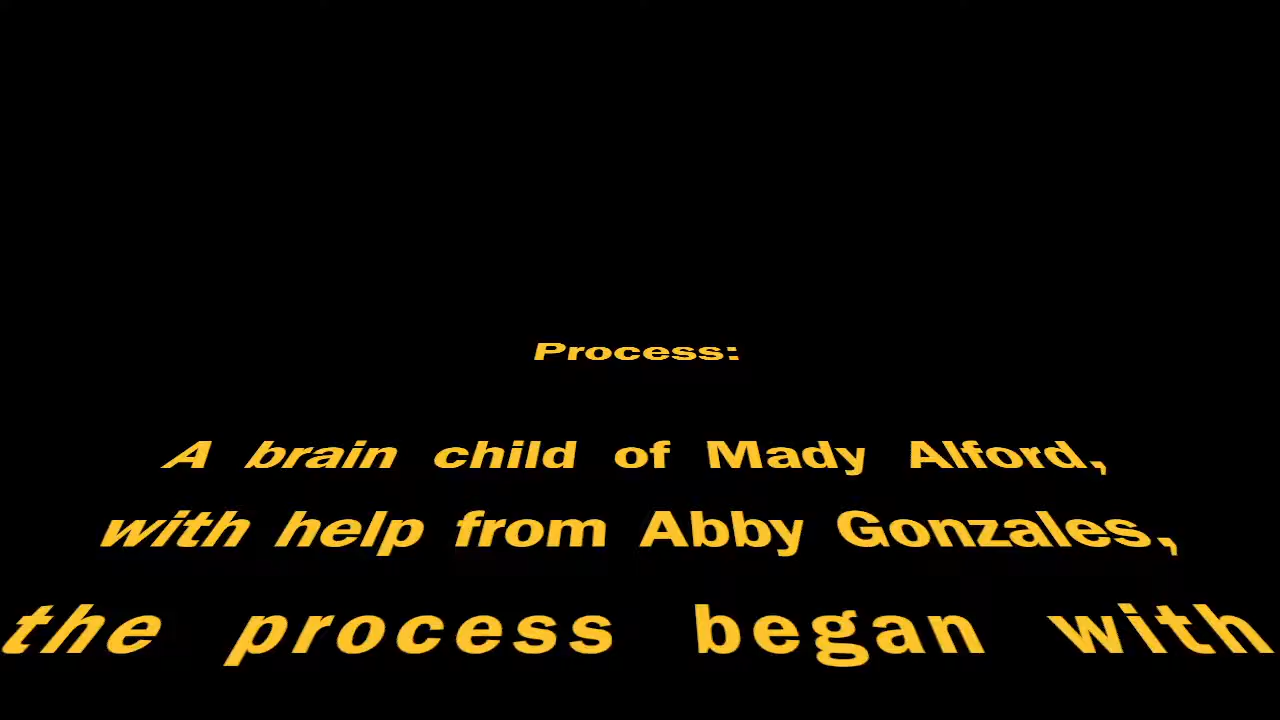 Process:
A brain child of Mady Alford,
with help from Abby Gonzales,
the process began with